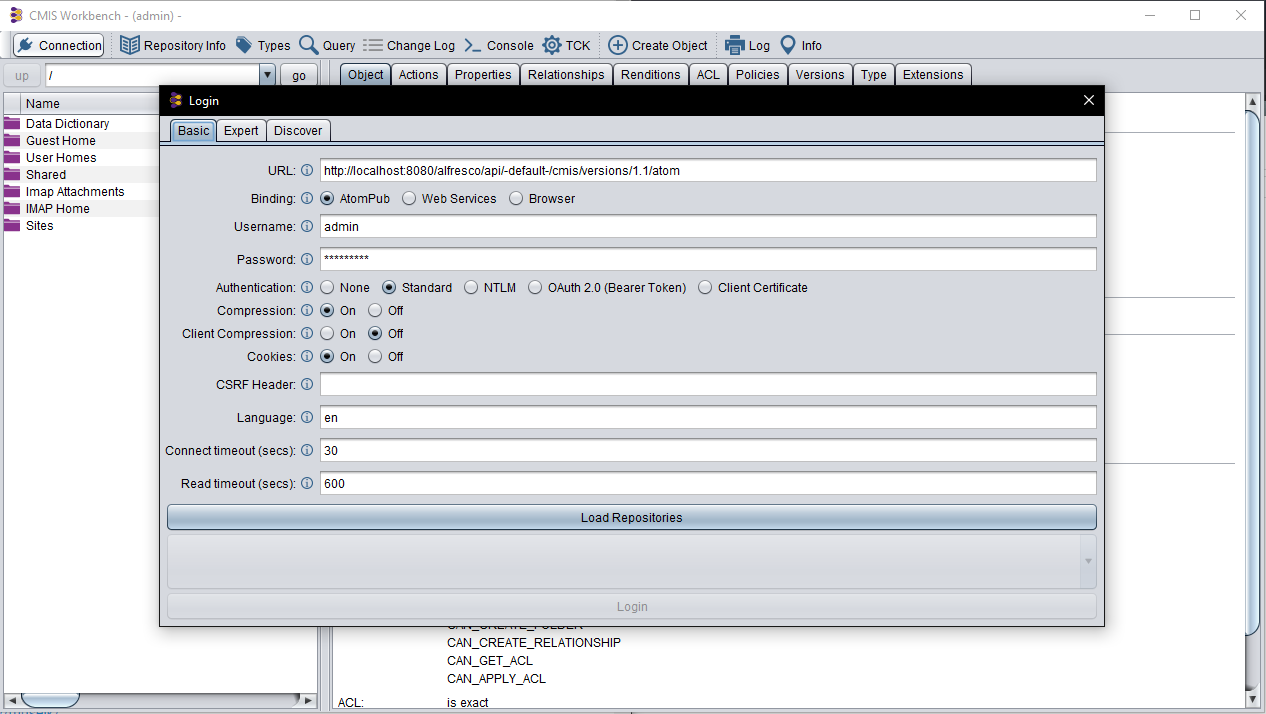 CMIS Workbench - (admin) -
Connection Repository Info Types Query Change Log Console TCK Create Object Log Info
up / go Object Actions Properties Relationships Renditions ACL Policies Versions Type Extensions
Name
Data Dictionary
Guest Home
User Homes
Shared
Imap Attachments
IMAP Home
Sites
Login
Basic Expert Discover
URL: http://localhost:8080/alfresco/api/-default-/cmis/versions/1.1/atom
Binding: AtomPub Web Services Browser
Username: admin
Password: *********
Authentication: None Standard NTLM OAuth 2.0 (Bearer Token) Client Certificate
Compression: On Off
Client Compression: On Off
Cookies: On Off
CSRF Header:
Language: en
Connect timeout (secs): 30
Read timeout (secs): 600
Load Repositories
Login
CAN_CREATE_FOLDER
CAN_CREATE_RELATIONSHIP
CAN_GET_ACL
CAN_APPLY_ACL
ACL: is exact